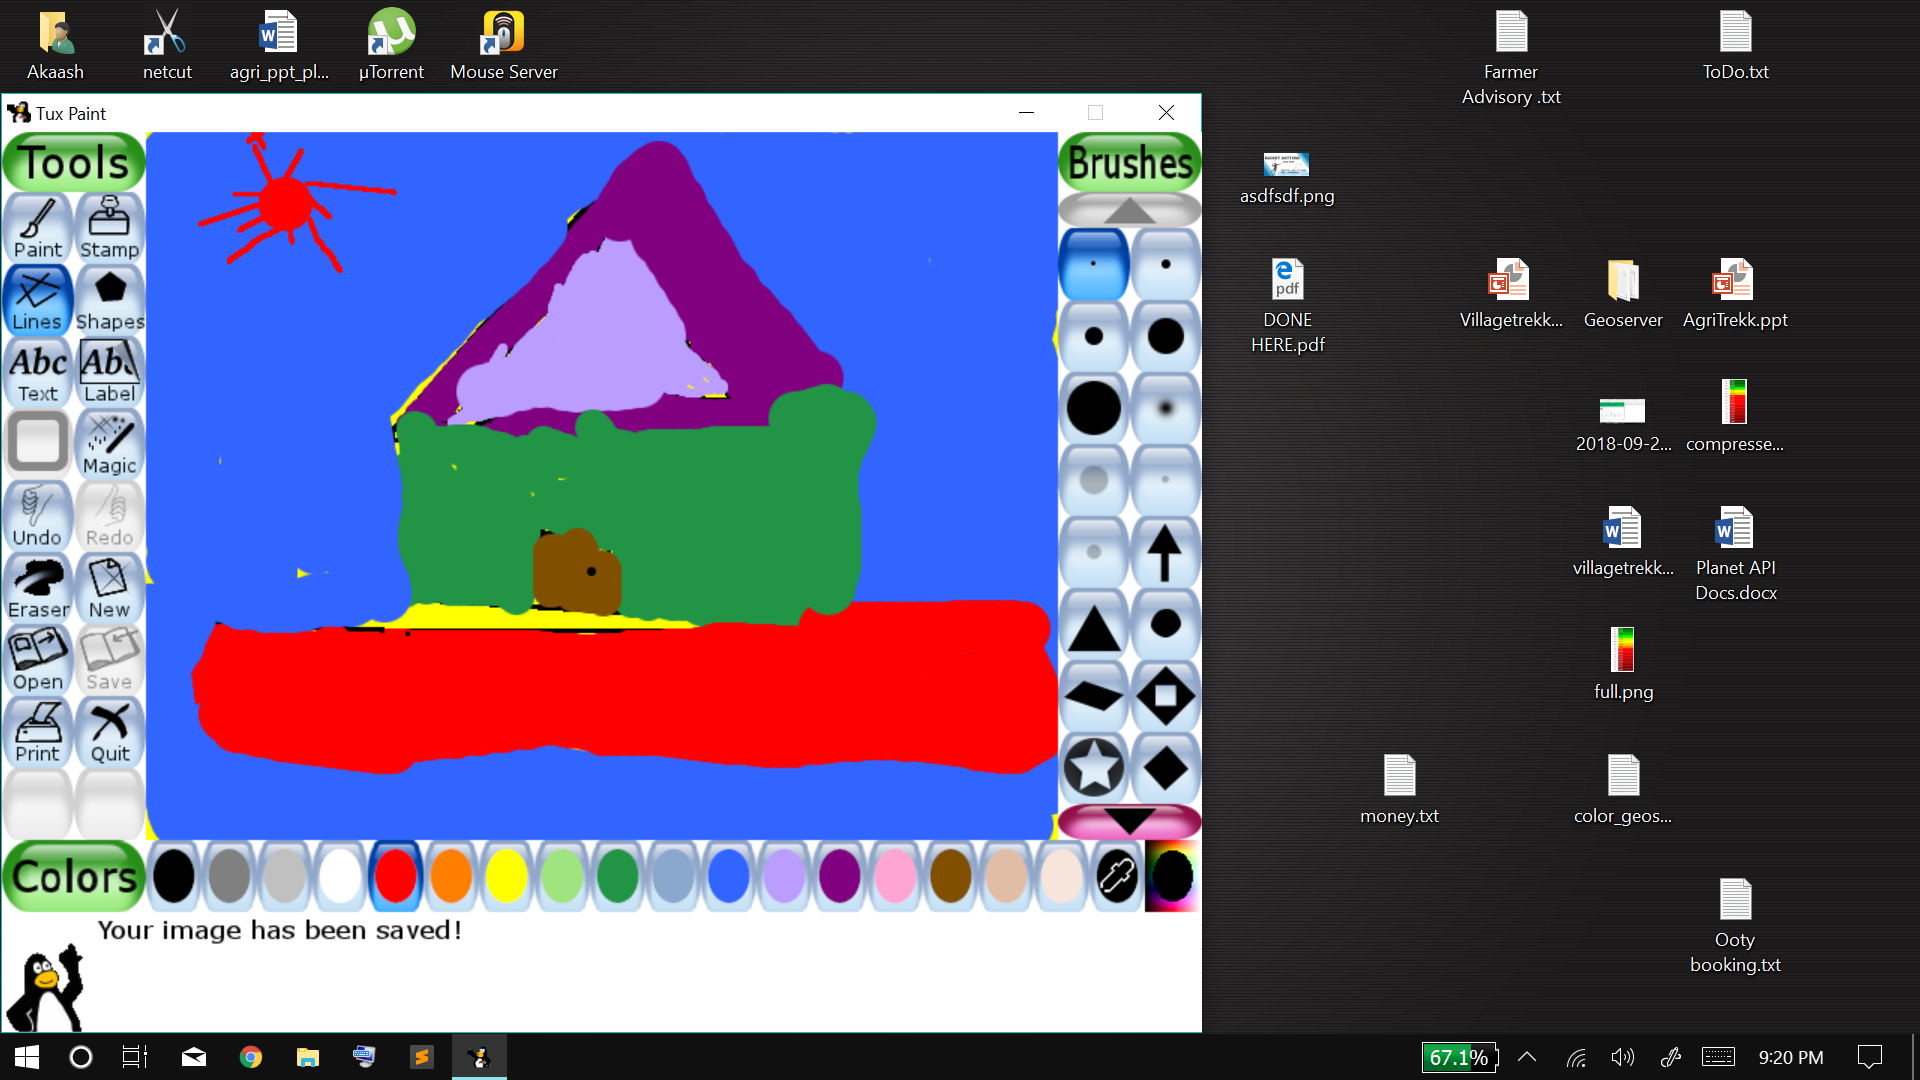 Akaash
netcut
agri_ppt_pl...
µTorrent
Mouse Server
Farmer
Advisory .txt
ToDo.txt
Tux Paint
Tools
Brushes
Paint
Stamp
Lines
Shapes
Abc
Text
Abc
Label
Magic
Undo
Redo
Eraser
New
Open
Save
Print
Quit
Colors
Your image has been saved!
asdfsdf.png
pdf
DONE
HERE.pdf
Villagetrekk...
Geoserver
AgriTrekk.ppt
2018-09-2...
compresse...
villagetrekk...
Planet API
Docs.docx
full.png
money.txt
color_geos...
Ooty
booking.txt
67.1%
9:20 PM